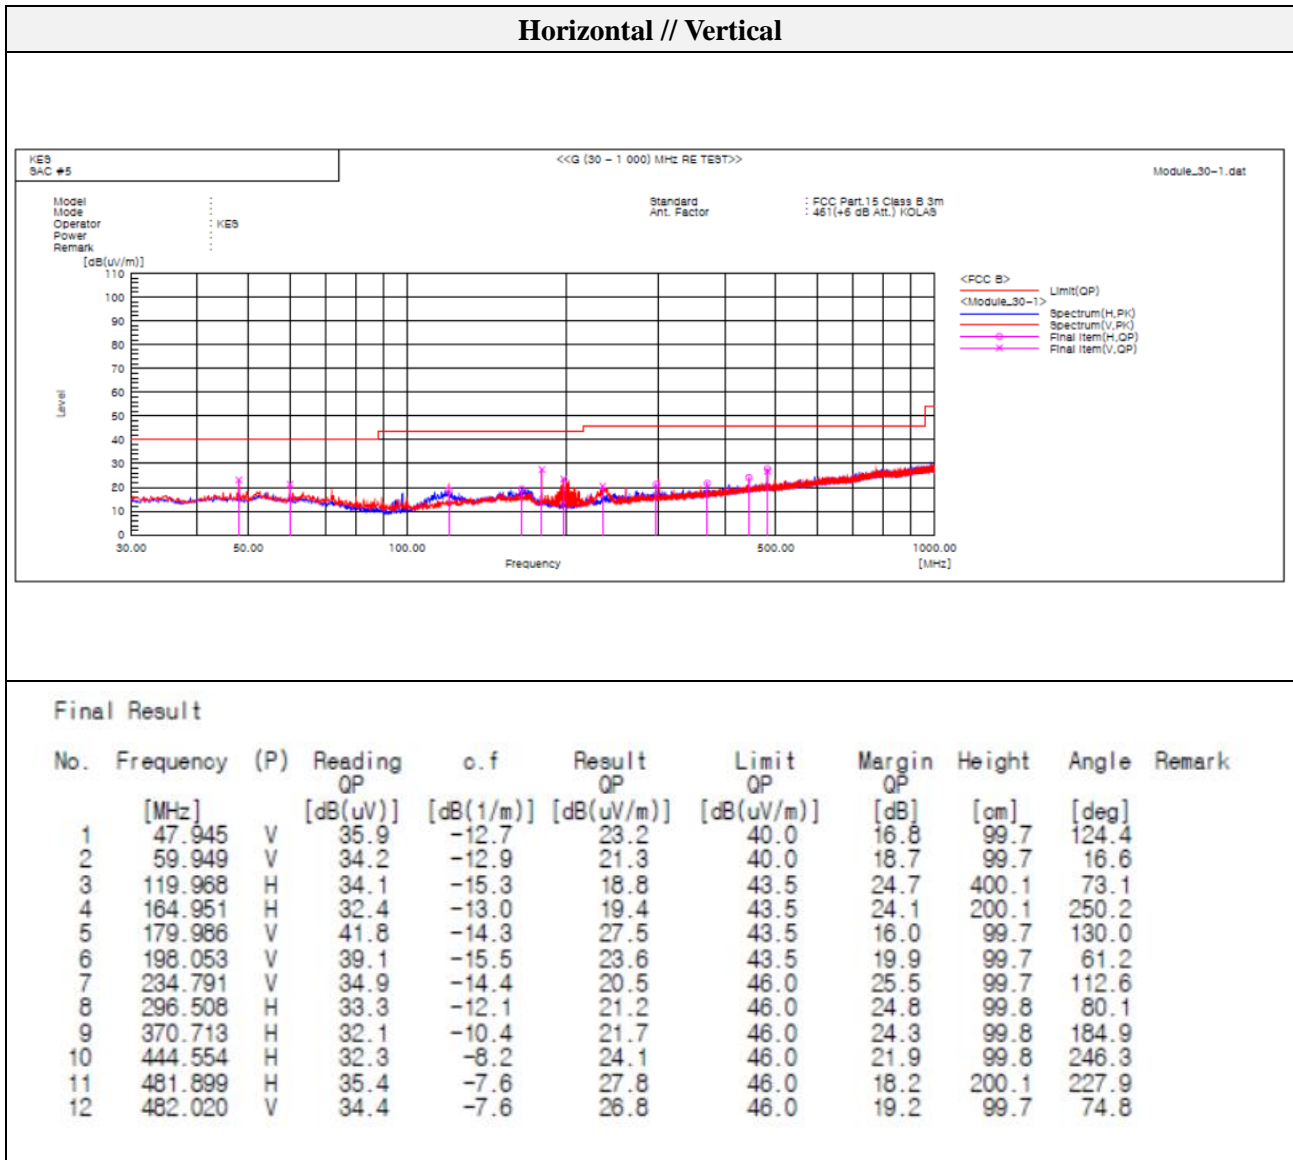 Horizontal // Vertical
KES
SAC #5
<<G (30 - 1 000) MHz RE TEST>>
Module_30-1.dat
Model :
Mode :
Operator : KES
Power :
Remark :
Standard : FCC Part.15 Class B 3m
Ant. Factor : 461(+6 dB Att.) KOLAS
[dB(uV/m)]
110
100
90
80
70
60
50
40
30
20
10
0
Level
30.00 50.00 100.00 500.00 1000.00
Frequency [MHz]
<FCC B>
Limit(QP)
<Module_30-1>
Spectrum(H,PK)
Spectrum(V,PK)
Final Item(H,QP)
Final Item(V,QP)
Final Result
No. Frequency (P) Reading c.f Result Limit Margin Height Angle Remark
QP QP QP QP
[MHz] [dB(uV)] [dB(1/m)] [dB(uV/m)] [dB(uV/m)] [dB] [cm] [deg]
1 47.945 V 35.9 -12.7 23.2 40.0 16.8 99.7 124.4
2 59.949 V 34.2 -12.9 21.3 40.0 18.7 99.7 16.6
3 119.968 H 34.1 -15.3 18.8 43.5 24.7 400.1 73.1
4 164.951 H 32.4 -13.0 19.4 43.5 24.1 200.1 250.2
5 179.986 V 41.8 -14.3 27.5 43.5 16.0 99.7 130.0
6 198.053 V 39.1 -15.5 23.6 43.5 19.9 99.7 61.2
7 234.791 V 34.9 -14.4 20.5 46.0 25.5 99.7 112.6
8 296.508 H 33.3 -12.1 21.2 46.0 24.8 99.8 80.1
9 370.713 H 32.1 -10.4 21.7 46.0 24.3 99.8 184.9
10 444.554 H 32.3 -8.2 24.1 46.0 21.9 99.8 246.3
11 481.899 H 35.4 -7.6 27.8 46.0 18.2 200.1 227.9
12 482.020 V 34.4 -7.6 26.8 46.0 19.2 99.7 74.8